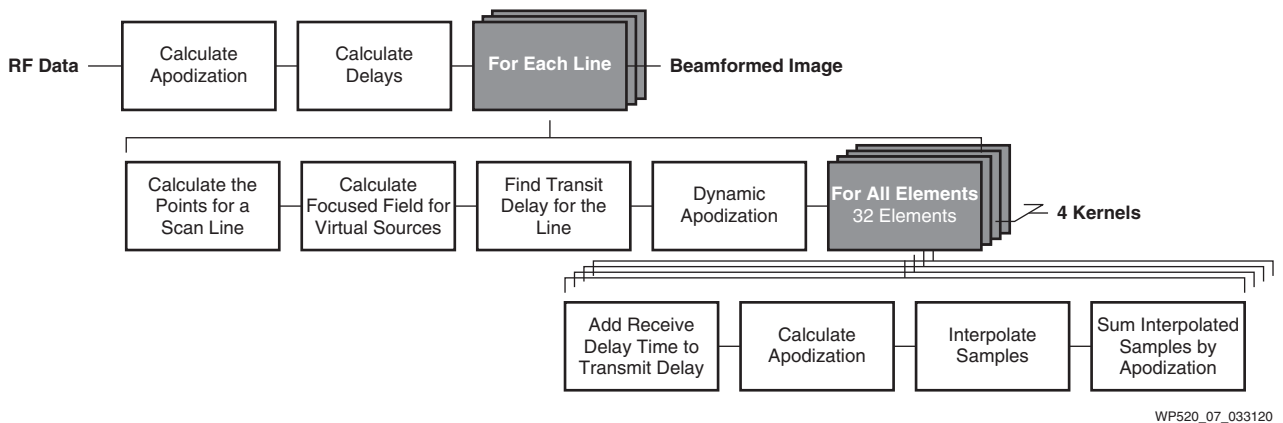 RF Data
Calculate
Apodization
Calculate
Delays
For Each Line
Beamformed Image
Calculate the
Points for a
Scan Line
Calculate
Focused Field for
Virtual Sources
Find Transit
Delay for the
Line
Dynamic
Apodization
For All Elements
32 Elements
4 Kernels
Add Receive
Delay Time to
Transmit Delay
Calculate
Apodization
Interpolate
Samples
Sum Interpolated
Samples by
Apodization
WP520_07_033120